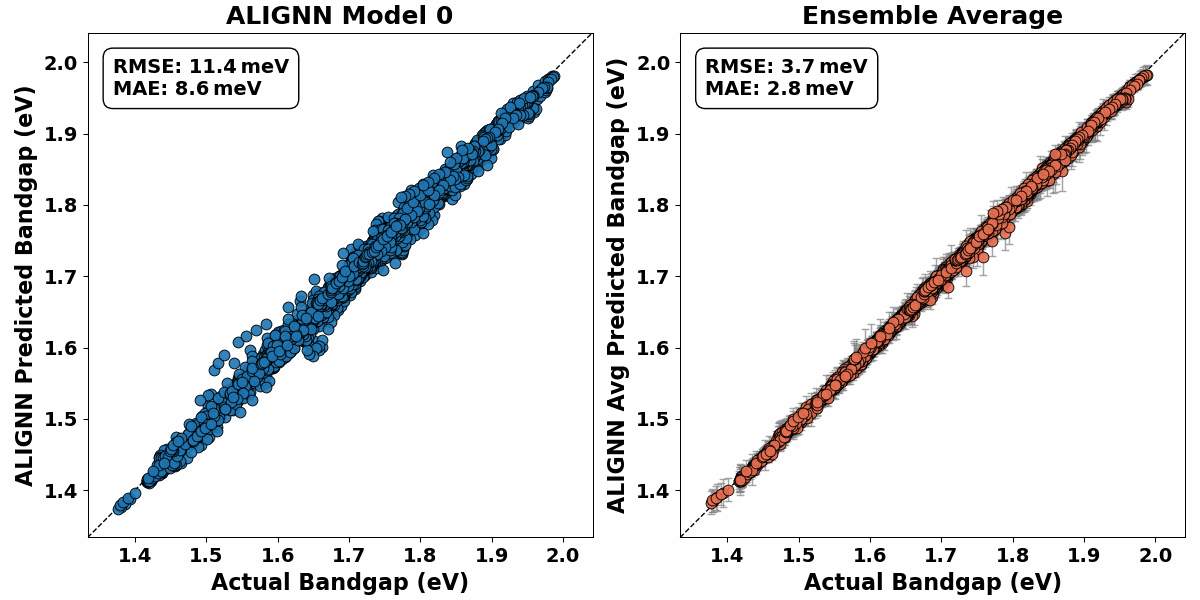 ALIGNN Model 0
RMSE: 11.4 meV
MAE: 8.6 meV
ALIGNN Predicted Bandgap (eV)
2.0
1.9
1.8
1.7
1.6
1.5
1.4
1.4 1.5 1.6 1.7 1.8 1.9 2.0
Actual Bandgap (eV)
Ensemble Average
RMSE: 3.7 meV
MAE: 2.8 meV
ALIGNN Avg Predicted Bandgap (eV)
2.0
1.9
1.8
1.7
1.6
1.5
1.4
1.4 1.5 1.6 1.7 1.8 1.9 2.0
Actual Bandgap (eV)